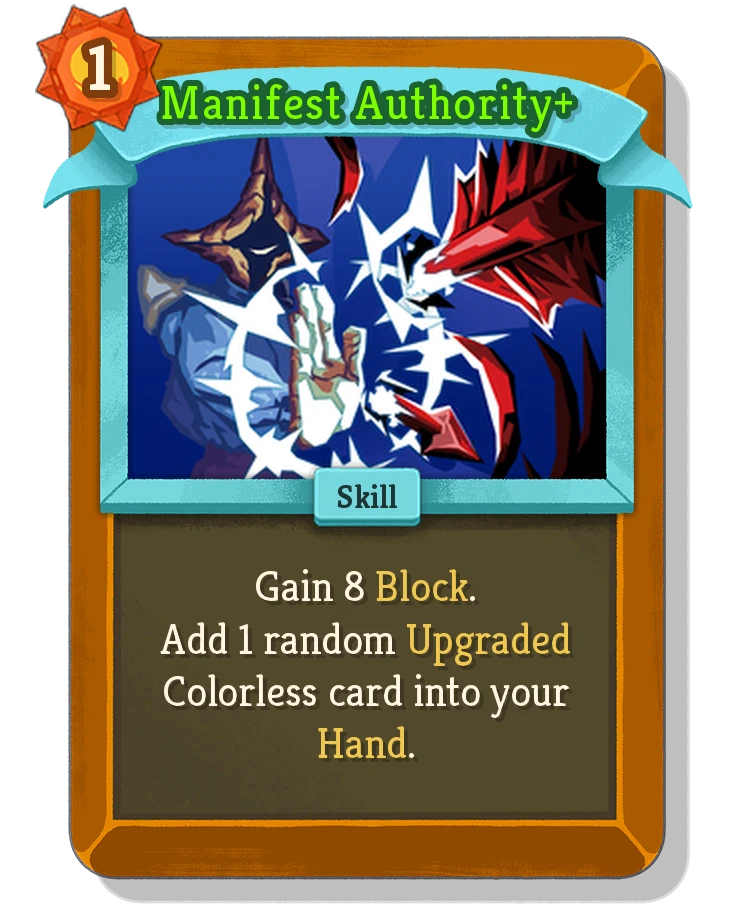 1
Manifest Authority+
Skill
Gain 8 Block.
Add 1 random Upgraded
Colorless card into your
Hand.